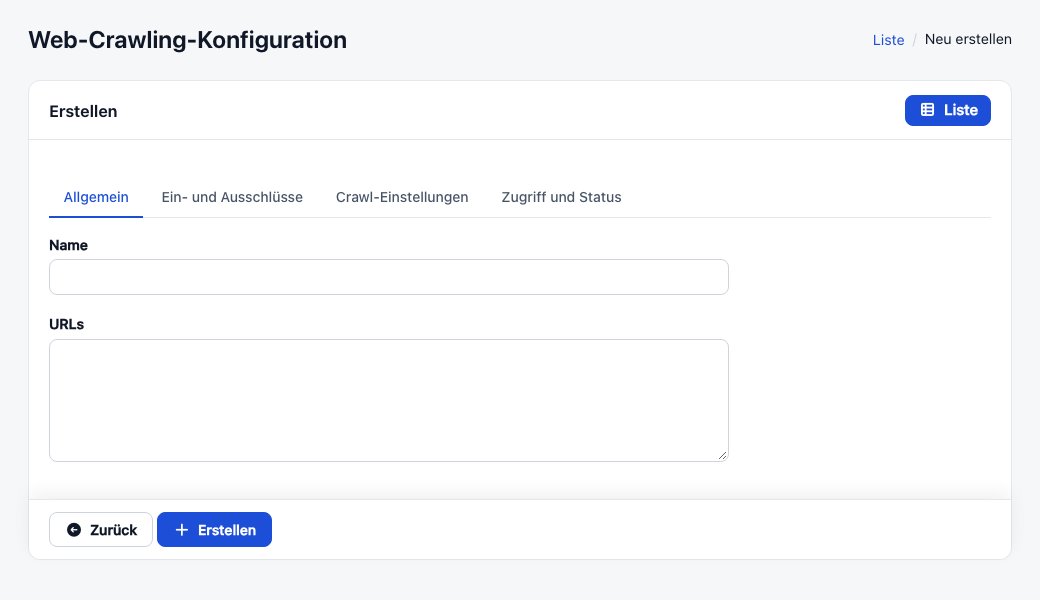 Web-Crawling-Konfiguration
Liste / Neu erstellen
Erstellen
Liste
Allgemein Ein- und Ausschlüsse Crawl-Einstellungen Zugriff und Status
Name
URLs
Zurück Erstellen